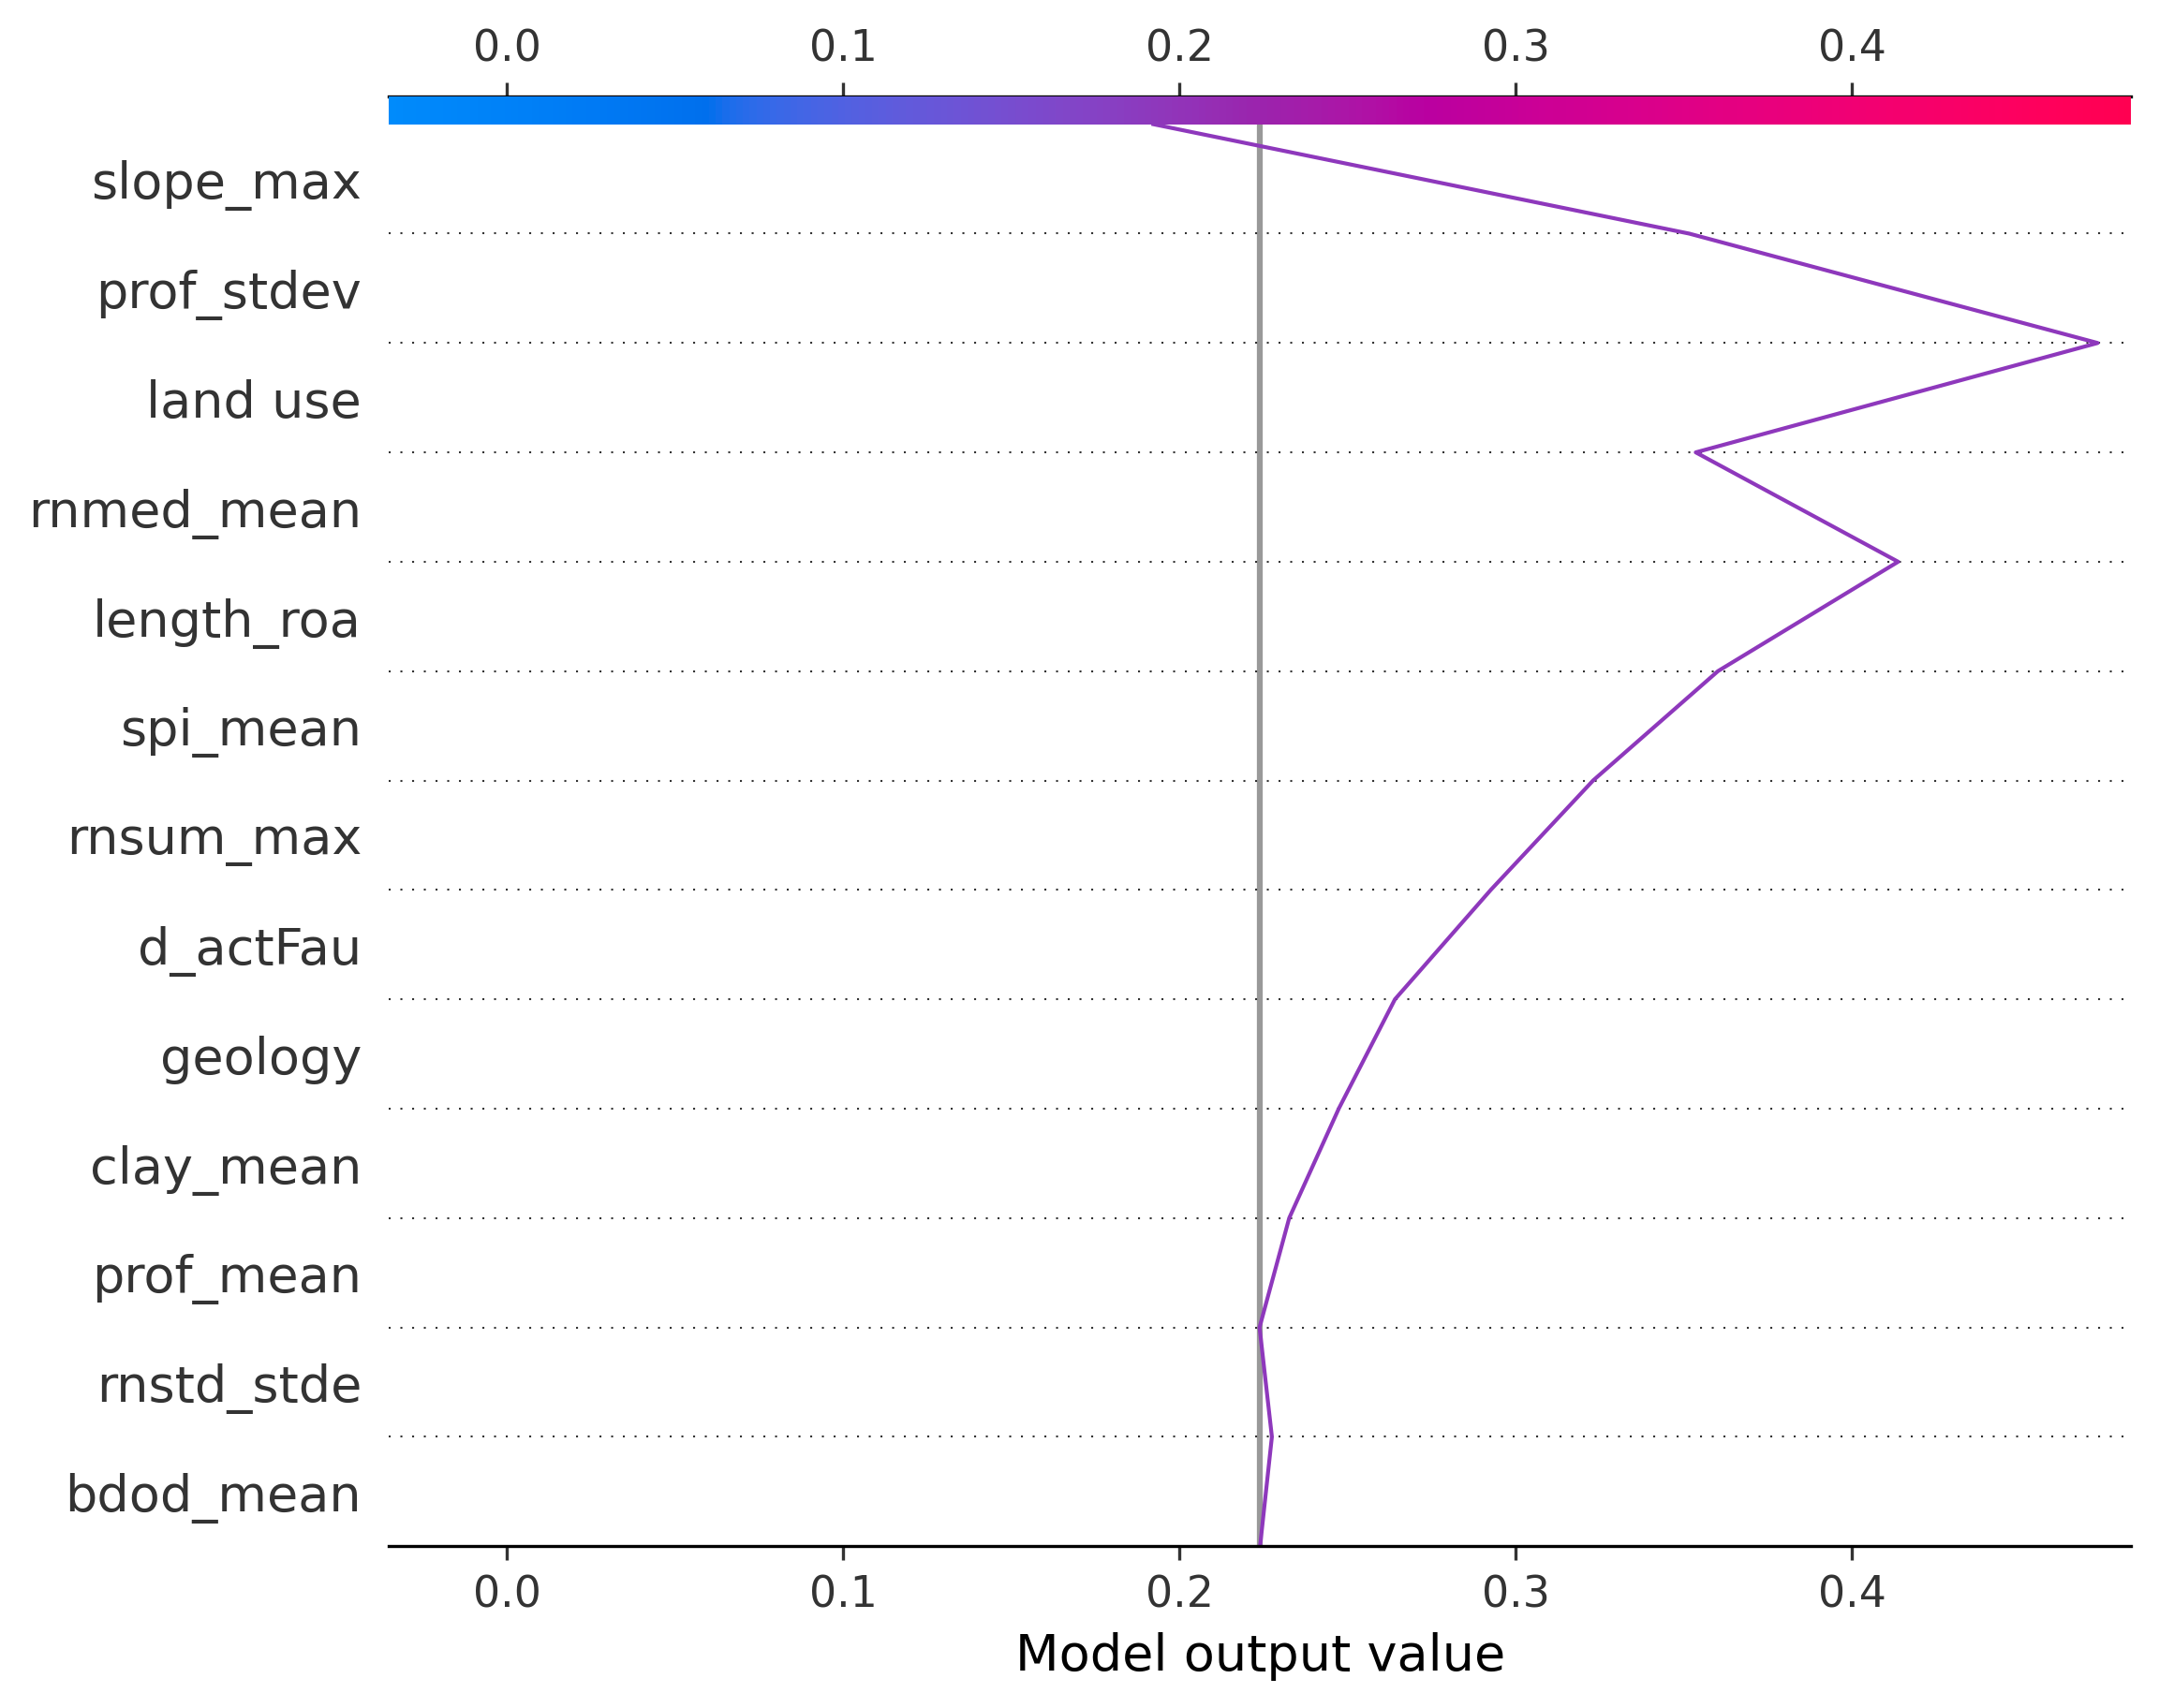 0.0 0.1 0.2 0.3 0.4
slope_max
prof_stdev
land use
rnmed_mean
length_roa
spi_mean
rnsum_max
d_actFau
geology
clay_mean
prof_mean
rnstd_stde
bdod_mean
0.0 0.1 0.2 0.3 0.4
Model output value